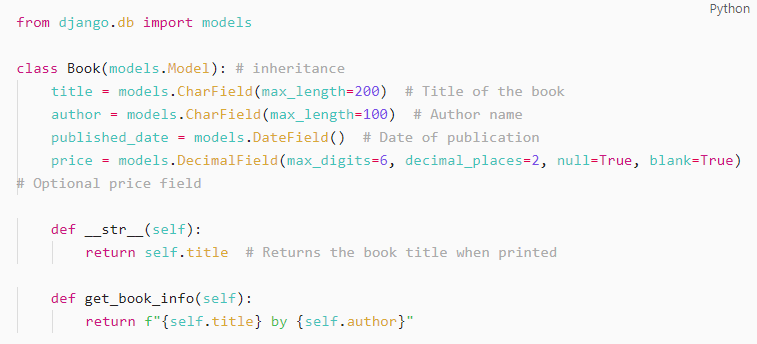 Python
from django.db import models
class Book(models.Model): # inheritance
title = models.CharField(max_length=200)  # Title of the book
author = models.CharField(max_length=100)  # Author name
published_date = models.DateField()  # Date of publication
price = models.DecimalField(max_digits=6, decimal_places=2, null=True, blank=True)
# Optional price field
def __str__(self):
return self.title  # Returns the book title when printed
def get_book_info(self):
return f"{self.title} by {self.author}"